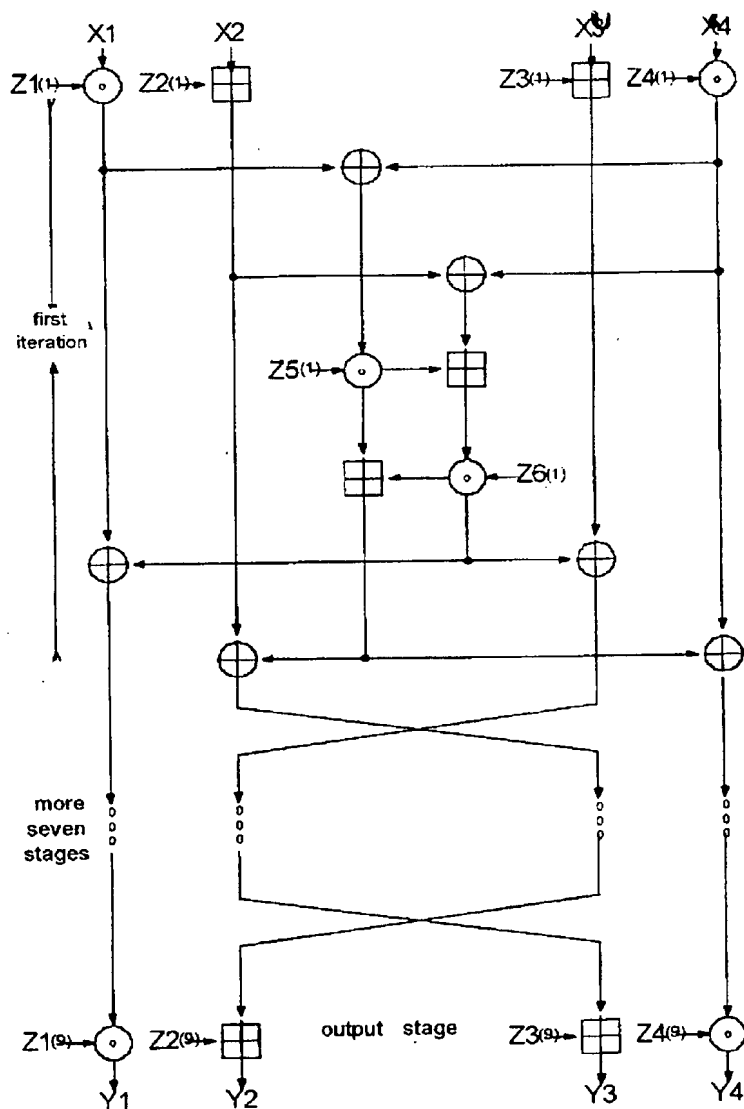 X1 X2 X3 X4
Z1(1) Z2(1) Z3(1) Z4(1)
first
iteration
Z5(1)
Z6(1)
more
seven
stages
output stage
Z1(9) Z2(9) Z3(9) Z4(9)
Y1 Y2 Y3 Y4